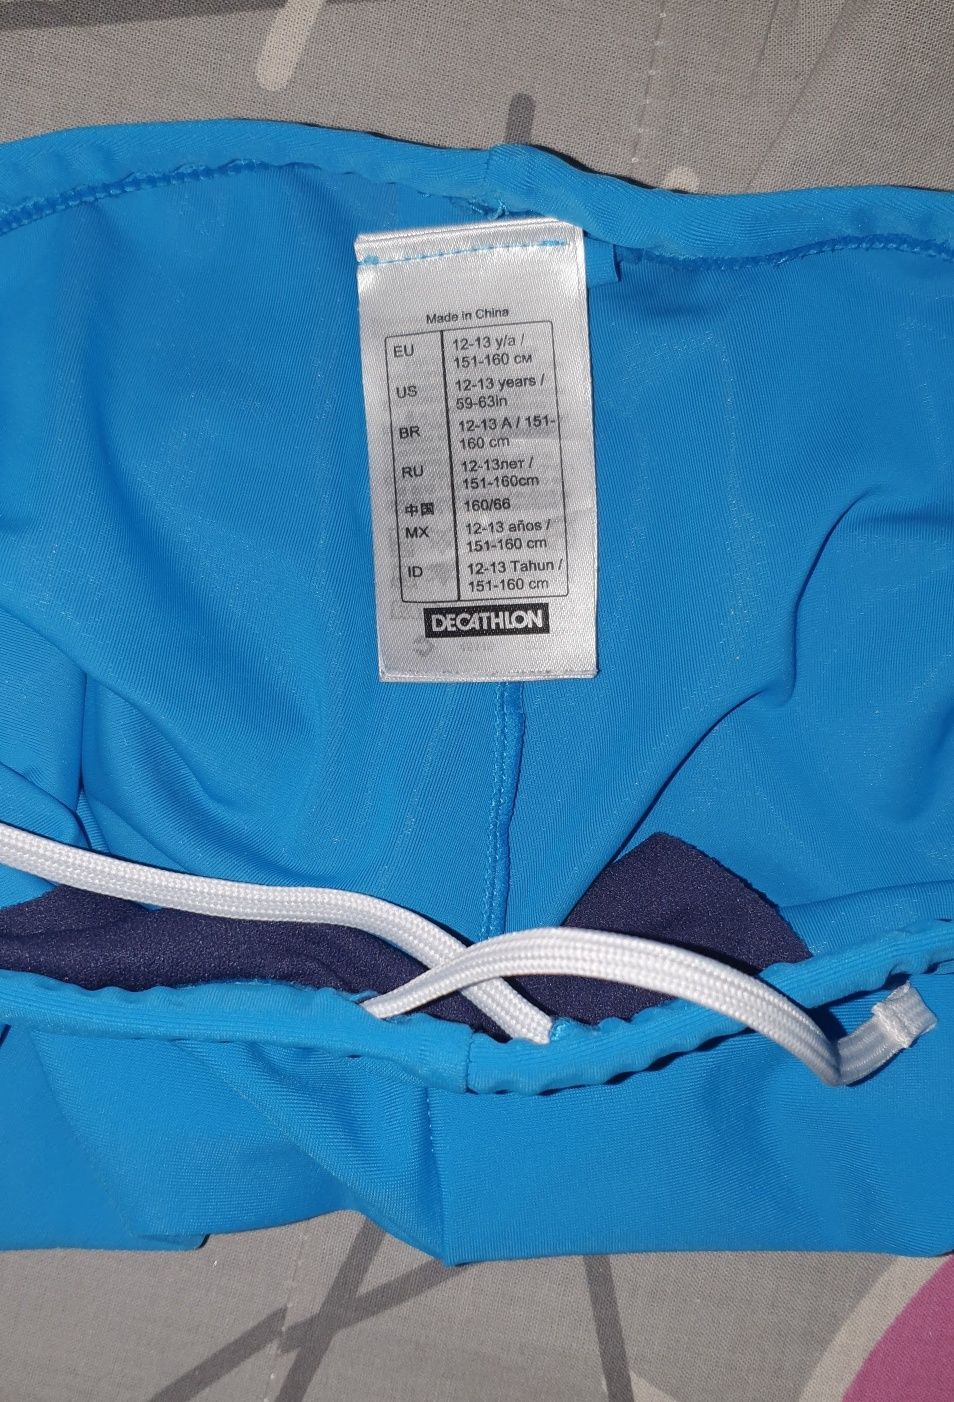 Made in China
EU 12-13 y/a /
151-160 см
US 12-13 years /
59-63in
BR 12-13 A / 151-
160 cm
RU 12-13лет /
151-160cm
中国 160/66
MX 12-13 años /
151-160 cm
ID 12-13 Tahun /
151-160 cm
DECATHLON